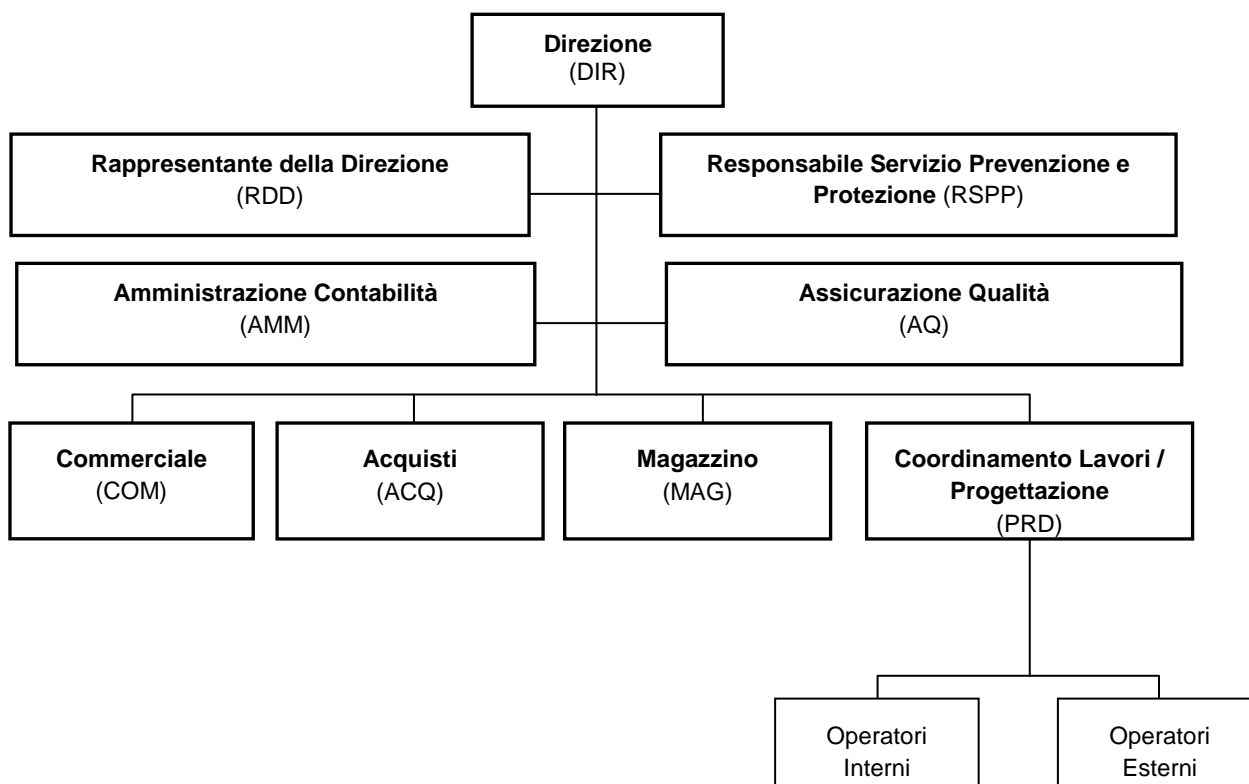 Direzione
(DIR)
Rappresentante della Direzione
(RDD)
Responsabile Servizio Prevenzione e
Protezione (RSPP)
Amministrazione Contabilità
(AMM)
Assicurazione Qualità
(AQ)
Commerciale
(COM)
Acquisti
(ACQ)
Magazzino
(MAG)
Coordinamento Lavori /
Progettazione
(PRD)
Operatori
Interni
Operatori
Esterni